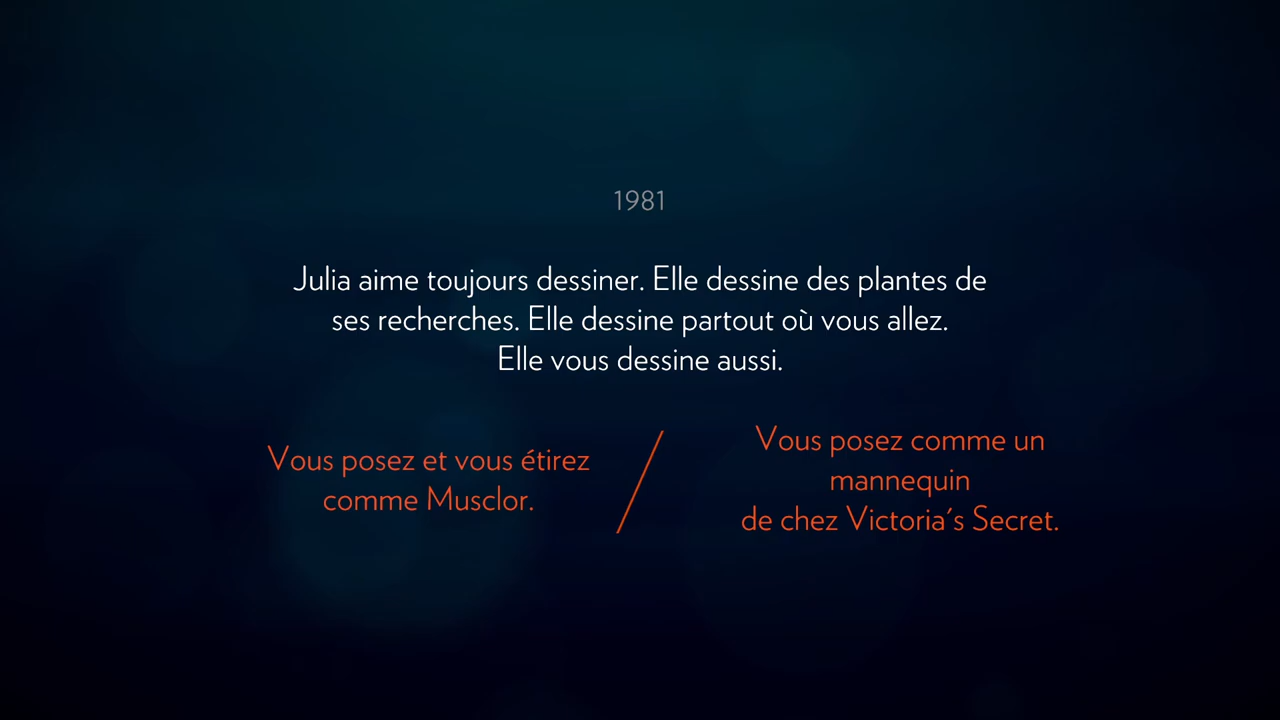 1981
Julia aime toujours dessiner. Elle dessine des plantes de
ses recherches. Elle dessine partout où vous allez.
Elle vous dessine aussi.
Vous posez et vous étirez
comme Musclor.
Vous posez comme un
mannequin
de chez Victoria's Secret.